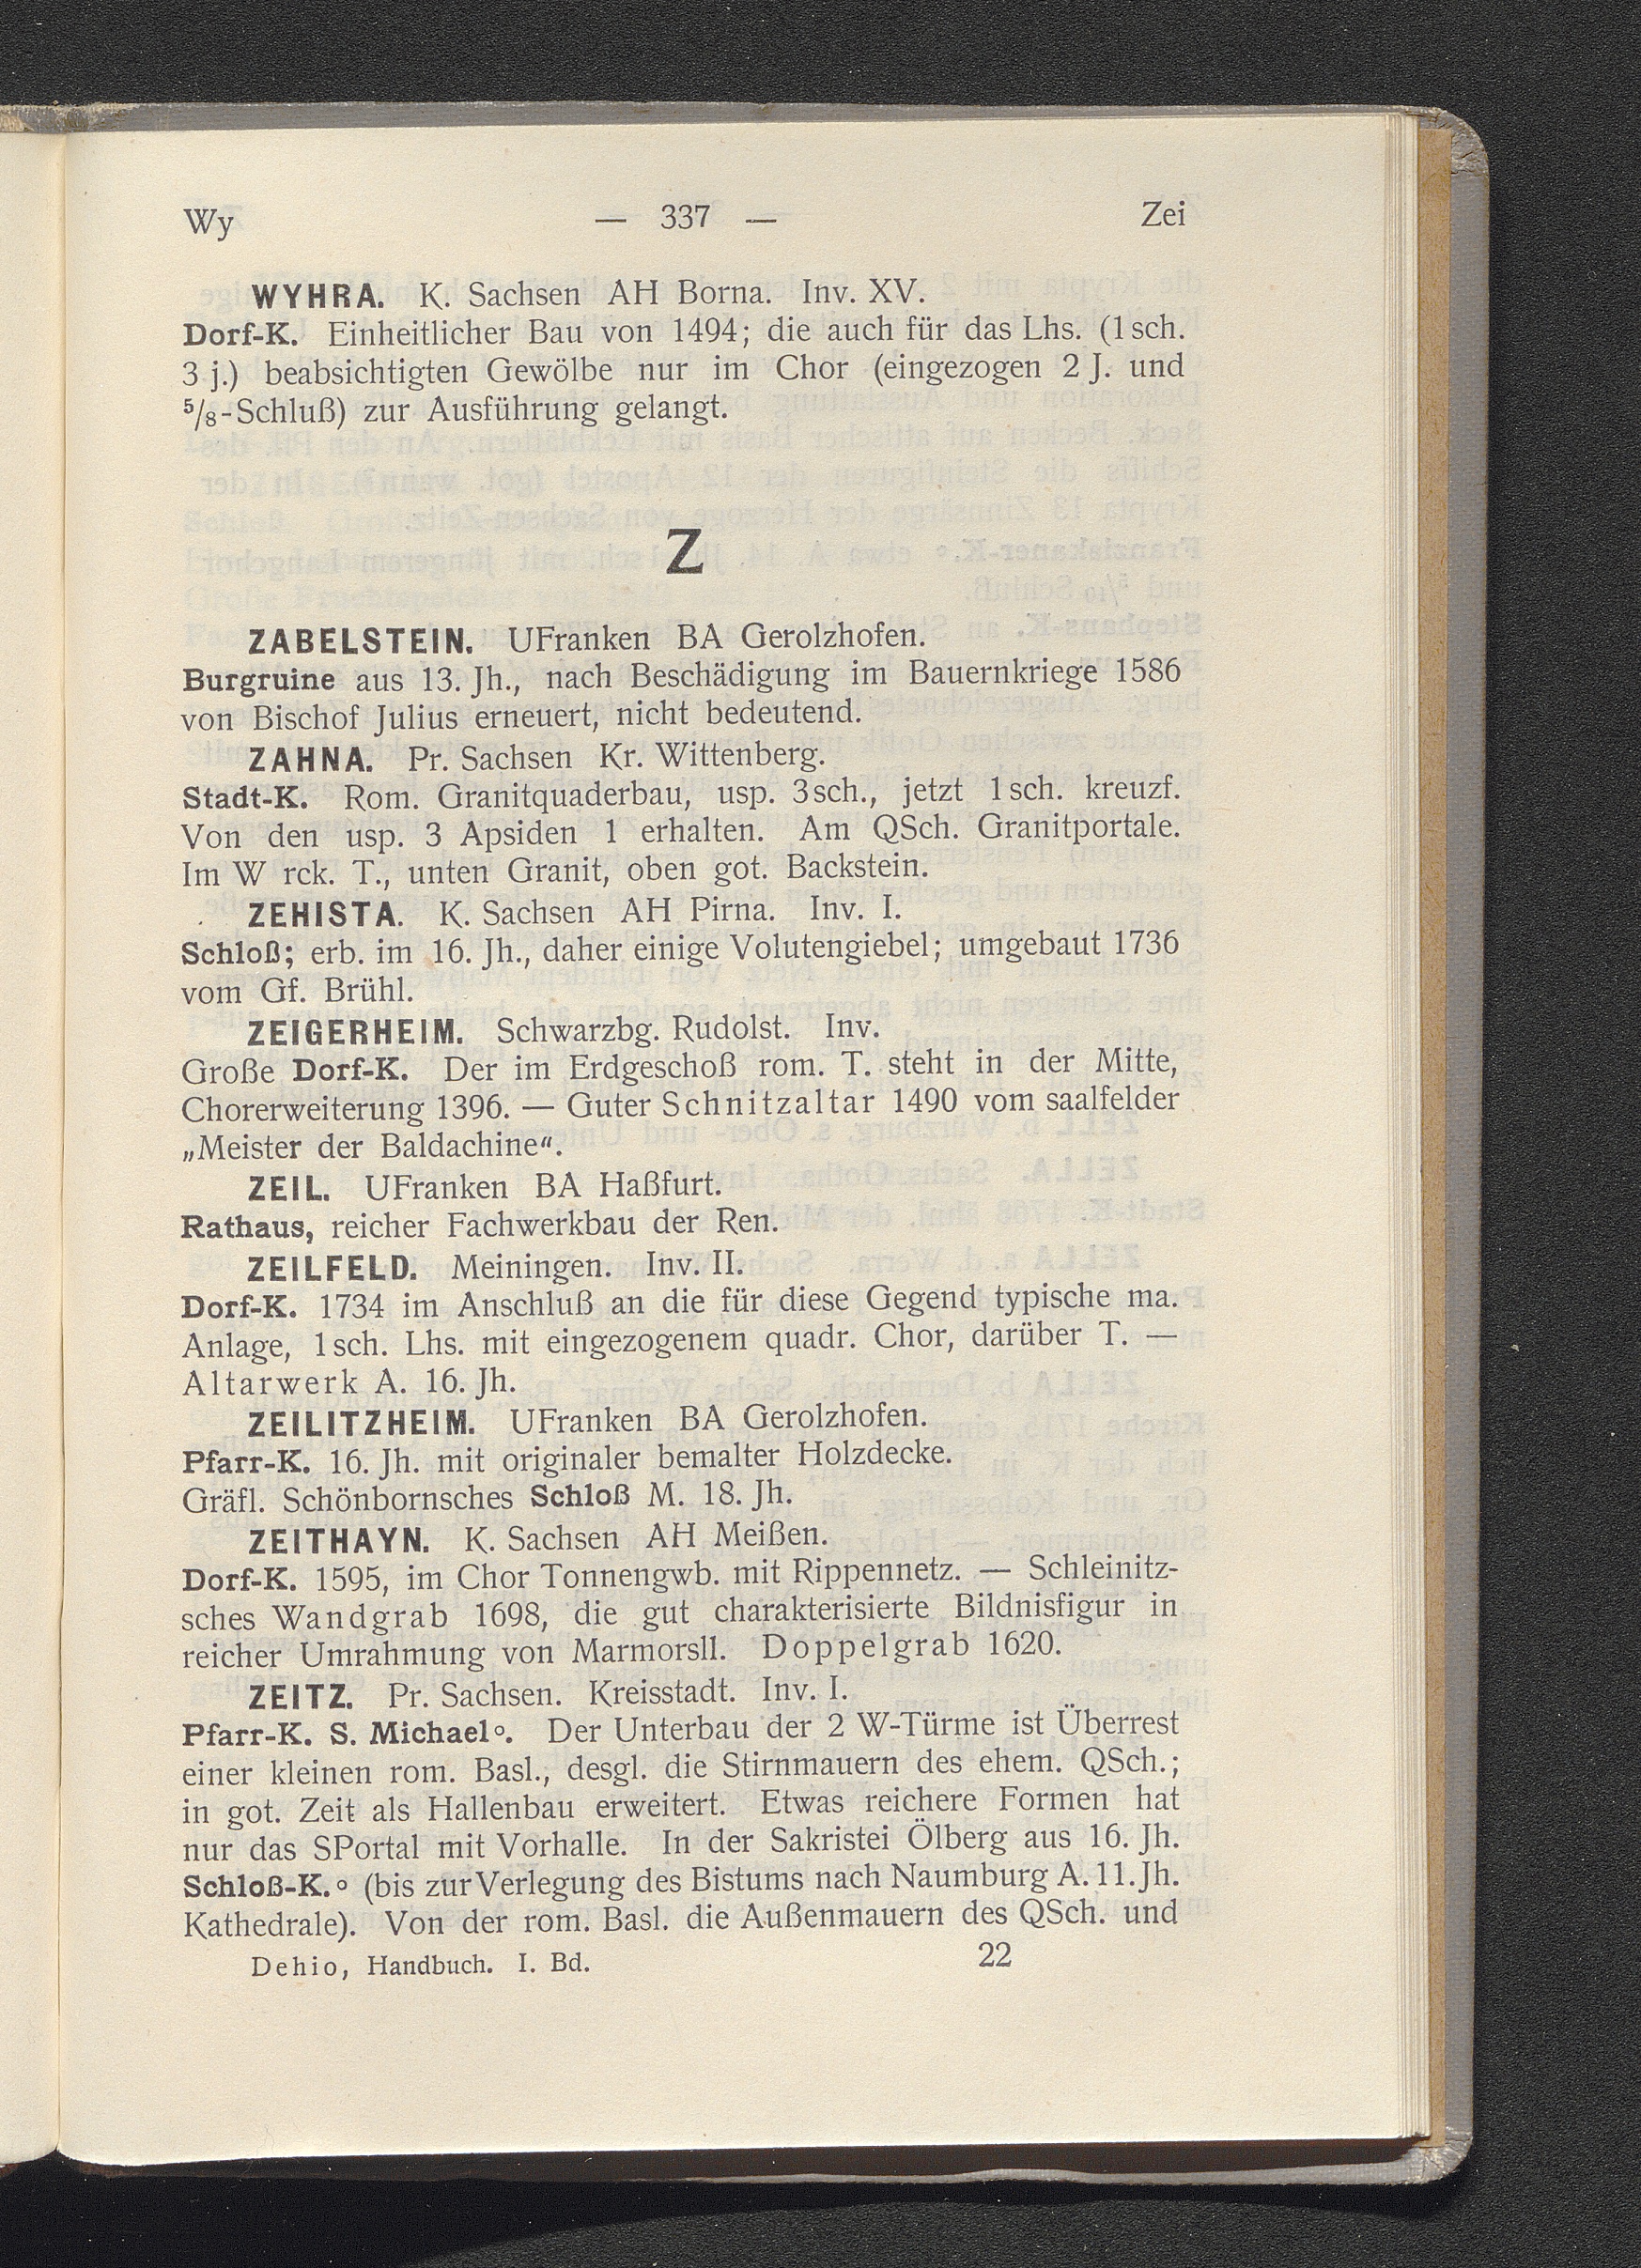 Wy — 337 — Zei
WYHRA. K. Sachsen AH Borna. Inv. XV.
Dorf-K. Einheitlicher Bau von 1494; die auch für das Lhs. (1 sch.
3 j.) beabsichtigten Gewölbe nur im Chor (eingezogen 2 J. und
⁵/₈-Schluß) zur Ausführung gelangt.
Z
ZABELSTEIN. UFranken BA Gerolzhofen.
Burgruine aus 13. Jh., nach Beschädigung im Bauernkriege 1586
von Bischof Julius erneuert, nicht bedeutend.
ZAHNA. Pr. Sachsen Kr. Wittenberg.
Stadt-K. Rom. Granitquaderbau, usp. 3sch., jetzt 1sch. kreuzf.
Von den usp. 3 Apsiden 1 erhalten. Am QSch. Granitportale.
Im W rck. T., unten Granit, oben got. Backstein.
ZEHISTA. K. Sachsen AH Pirna. Inv. I.
Schloß; erb. im 16. Jh., daher einige Volutengiebel; umgebaut 1736
vom Gf. Brühl.
ZEIGERHEIM. Schwarzbg. Rudolst. Inv.
Große Dorf-K. Der im Erdgeschoß rom. T. steht in der Mitte,
Chorerweiterung 1396. — Guter Schnitzaltar 1490 vom saalfelder
„Meister der Baldachine“.
ZEIL. UFranken BA Haßfurt.
Rathaus, reicher Fachwerkbau der Ren.
ZEILFELD. Meiningen. Inv. II.
Dorf-K. 1734 im Anschluß an die für diese Gegend typische ma.
Anlage, 1sch. Lhs. mit eingezogenem quadr. Chor, darüber T. —
Altarwerk A. 16. Jh.
ZEILITZHEIM. UFranken BA Gerolzhofen.
Pfarr-K. 16. Jh. mit originaler bemalter Holzdecke.
Gräfl. Schönbornsches Schloß M. 18. Jh.
ZEITHAYN. K. Sachsen AH Meißen.
Dorf-K. 1595, im Chor Tonnengwb. mit Rippennetz. — Schleinitz-
sches Wandgrab 1698, die gut charakterisierte Bildnisfigur in
reicher Umrahmung von Marmorsll. Doppelgrab 1620.
ZEITZ. Pr. Sachsen. Kreisstadt. Inv. I.
Pfarr-K. S. Michael°. Der Unterbau der 2 W-Türme ist Überrest
einer kleinen rom. Basl., desgl. die Stirnmauern des ehem. QSch.;
in got. Zeit als Hallenbau erweitert. Etwas reichere Formen hat
nur das SPortal mit Vorhalle. In der Sakristei Ölberg aus 16. Jh.
Schloß-K.° (bis zur Verlegung des Bistums nach Naumburg A. 11. Jh.
Kathedrale). Von der rom. Basl. die Außenmauern des QSch. und
Dehio, Handbuch. I. Bd. 22